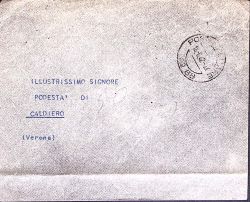 ILLUSTRISSIMO SIGNORE
PODESTA' DI
CALDIERO
(Verona)